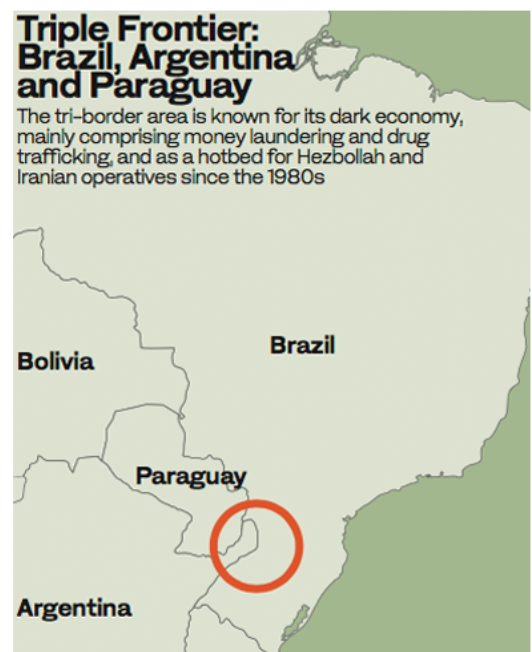 Triple Frontier:
Brazil, Argentina
and Paraguay
The tri-border area is known for its dark economy,
mainly comprising money laundering and drug
trafficking, and as a hotbed for Hezbollah and
Iranian operatives since the 1980s
Brazil
Bolivia
Paraguay
Argentina